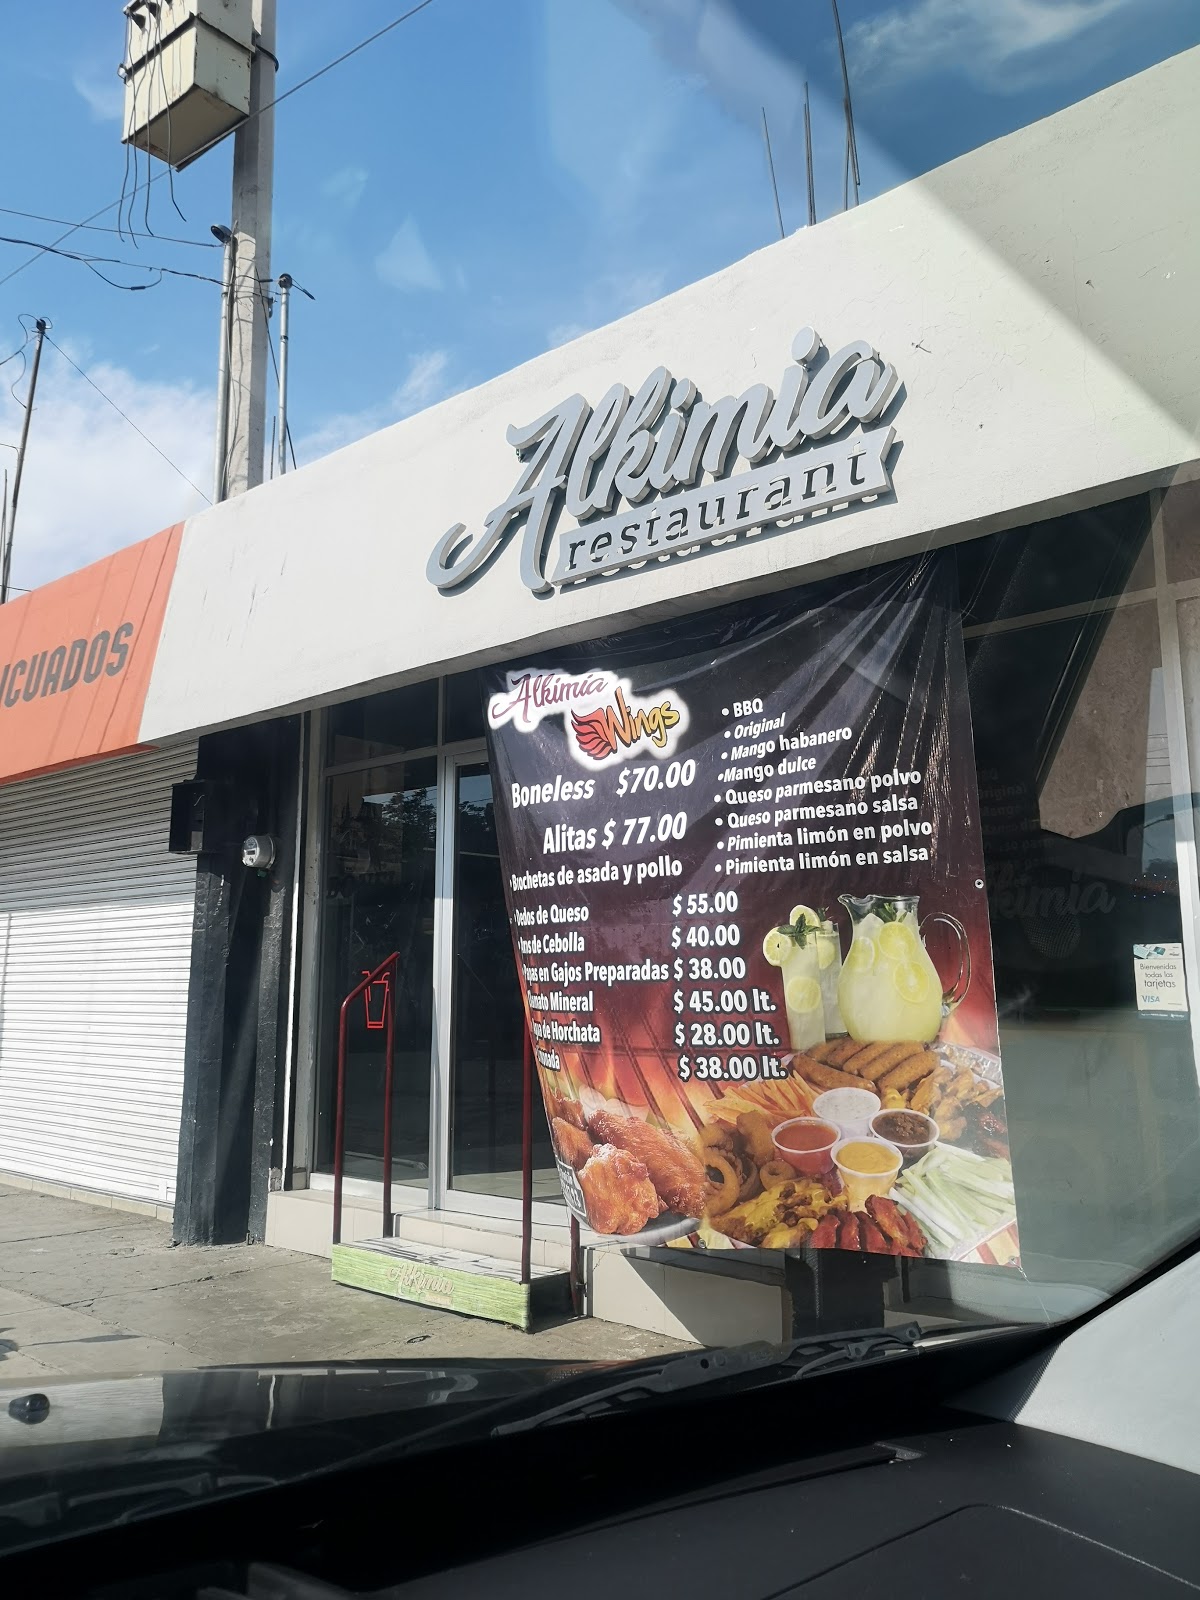 Alkimia
restaurant
ICUADOS
Alkimia
Wings
Boneless $70.00
Alitas $ 77.00
Brochetas de asada y pollo
Dedos de Queso $ 55.00
de Cebolla $ 40.00
en Gajos Preparadas $ 38.00
Mineral $ 45.00 lt.
de Horchata $ 28.00 lt.
$ 38.00 lt.
• BBQ
• Original
• Mango habanero
•Mango dulce
• Queso parmesano polvo
• Queso parmesano salsa
• Pimienta limón en polvo
• Pimienta limón en salsa
Alkimia
Bienvenidas
todas las
tarjetas
VISA